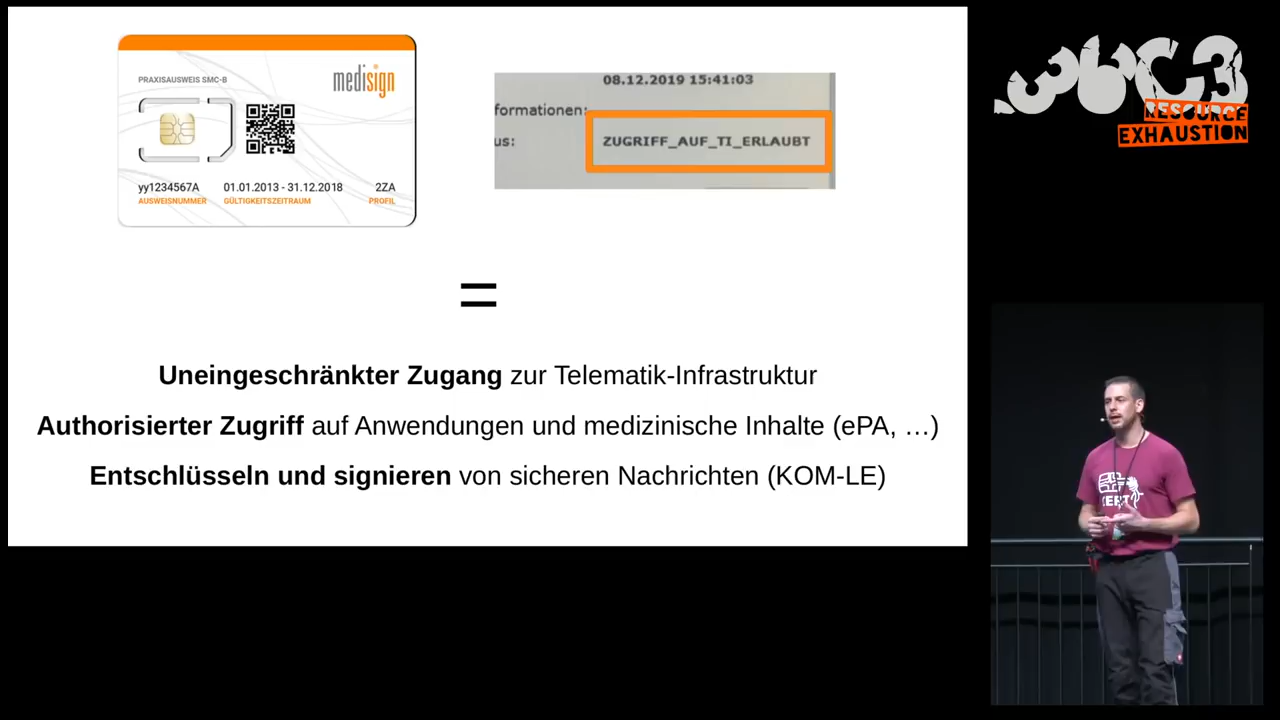 PRAXISAUSWEIS SMC-B
medisign
yy1234567A
01.01.2013 - 31.12.2018
2ZA
AUSWEISNUMMER
GÜLTIGKEITSZEITRAUM
PROFIL
08.12.2019 15:41:03
formationen:
us:
ZUGRIFF_AUF_TI_ERLAUBT
=
Uneingeschränkter Zugang zur Telematik-Infrastruktur
Authorisierter Zugriff auf Anwendungen und medizinische Inhalte (ePA, …)
Entschlüsseln und signieren von sicheren Nachrichten (KOM-LE)
36C3
RESOURCE
EXHAUSTION
CERT